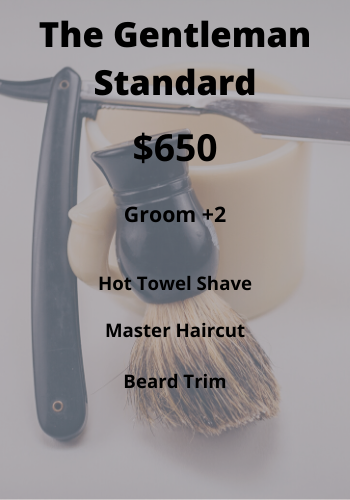 The Gentleman
Standard
$650
Groom +2
Hot Towel Shave
Master Haircut
Beard Trim